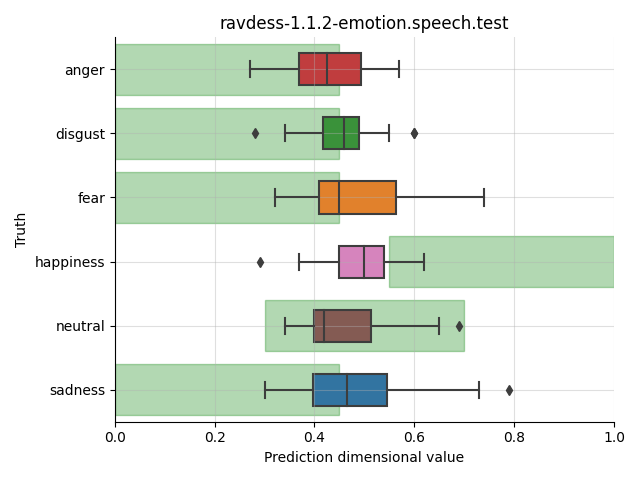 ravdess-1.1.2-emotion.speech.test
anger
disgust
fear
happiness
neutral
sadness
Truth
0.0 0.2 0.4 0.6 0.8 1.0
Prediction dimensional value